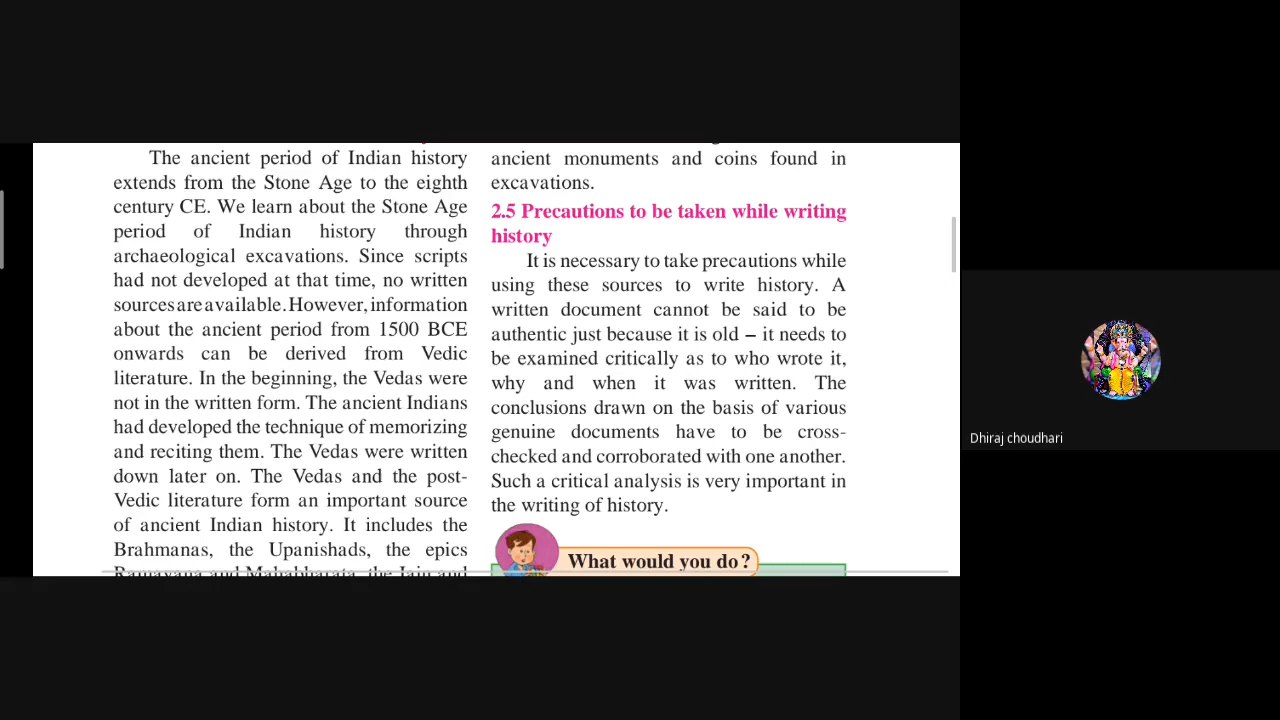 The ancient period of Indian history
extends from the Stone Age to the eighth
century CE. We learn about the Stone Age
period of Indian history through
archaeological excavations. Since scripts
had not developed at that time, no written
sources are available. However, information
about the ancient period from 1500 BCE
onwards can be derived from Vedic
literature. In the beginning, the Vedas were
not in the written form. The ancient Indians
had developed the technique of memorizing
and reciting them. The Vedas were written
down later on. The Vedas and the post-
Vedic literature form an important source
of ancient Indian history. It includes the
Brahmanas, the Upanishads, the epics
Ramayana and Mahabharata, the Jain and
ancient monuments and coins found in
excavations.
2.5 Precautions to be taken while writing
history
It is necessary to take precautions while
using these sources to write history. A
written document cannot be said to be
authentic just because it is old – it needs to
be examined critically as to who wrote it,
why and when it was written. The
conclusions drawn on the basis of various
genuine documents have to be cross-
checked and corroborated with one another.
Such a critical analysis is very important in
the writing of history.
What would you do ?
Dhiraj choudhari